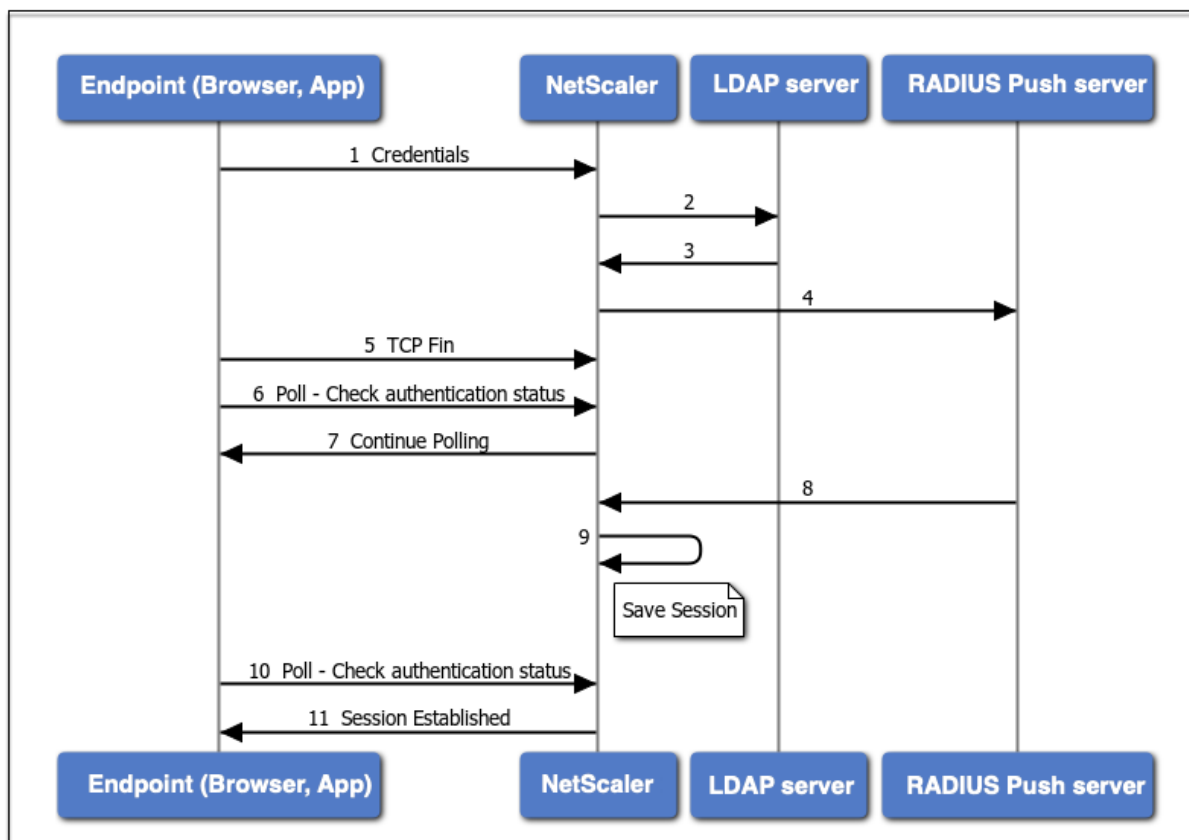 Endpoint (Browser, App)
NetScaler
LDAP server
RADIUS Push server
1 Credentials
2
3
4
5 TCP Fin
6 Poll - Check authentication status
7 Continue Polling
8
9
Save Session
10 Poll - Check authentication status
11 Session Established
Endpoint (Browser, App)
NetScaler
LDAP server
RADIUS Push server